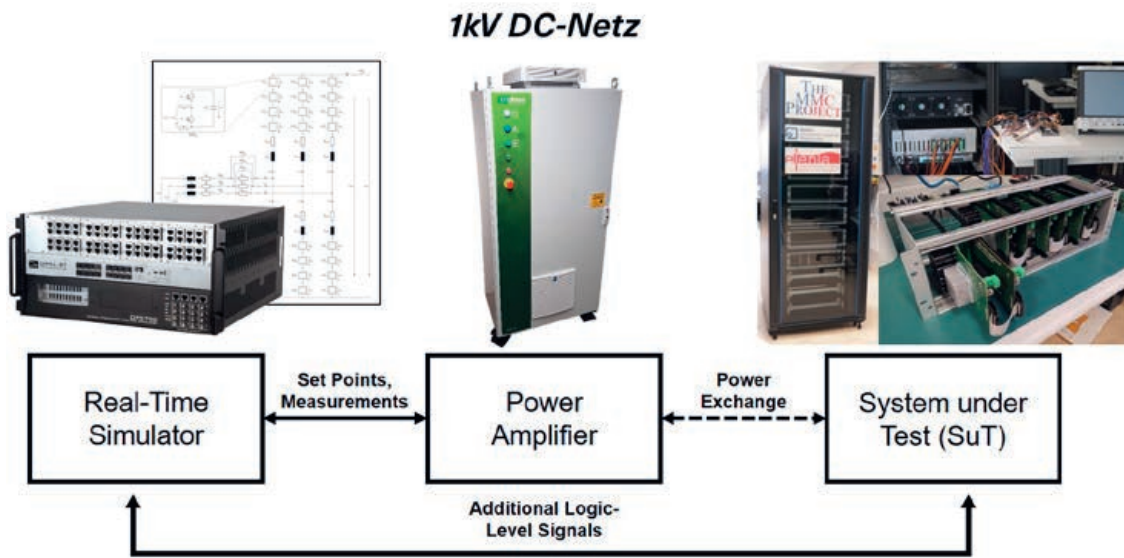 1kV DC-Netz
THE
MMC
PROJECT
Real-Time
Simulator
Set Points,
Measurements
Power
Amplifier
Power
Exchange
System under
Test (SuT)
Additional Logic-
Level Signals